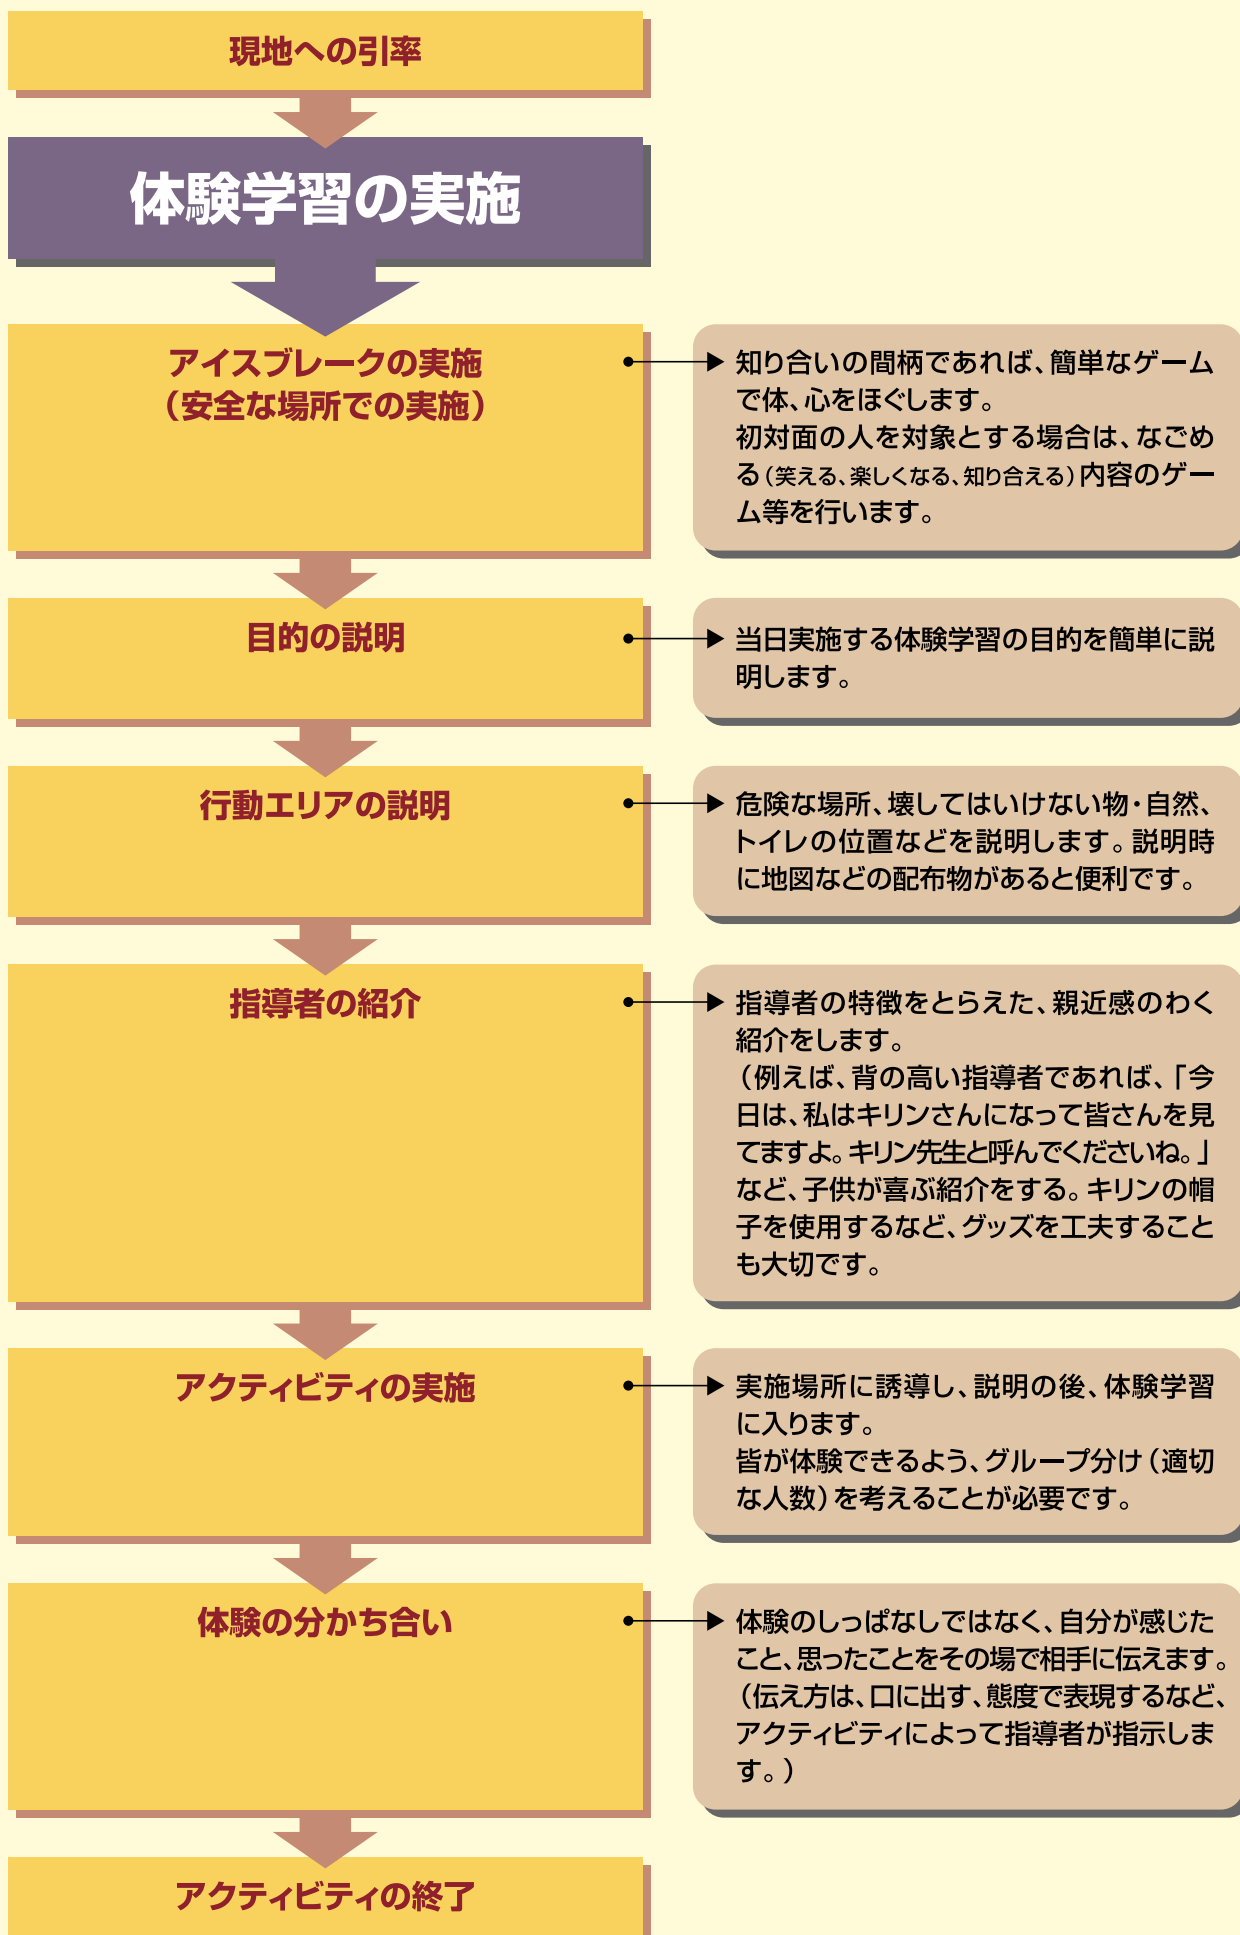 現地への引率
体験学習の実施
アイスブレークの実施
（安全な場所での実施）
知り合いの間柄であれば、簡単なゲーム
で体、心をほぐします。
初対面の人を対象とする場合は、なごめ
る（笑える、楽しくなる、知り合える）内容のゲー
ム等を行います。
目的の説明
当日実施する体験学習の目的を簡単に説
明します。
行動エリアの説明
危険な場所、壊してはいけない物・自然、
トイレの位置などを説明します。説明時
に地図などの配布物があると便利です。
指導者の紹介
指導者の特徴をとらえた、親近感のわく
紹介をします。
（例えば、背の高い指導者であれば、「今
日は、私はキリンさんになって皆さんを見
てますよ。キリン先生と呼んでくださいね。」
など、子供が喜ぶ紹介をする。キリンの帽
子を使用するなど、グッズを工夫すること
も大切です。
アクティビティの実施
実施場所に誘導し、説明の後、体験学習
に入ります。
皆が体験できるよう、グループ分け（適切
な人数）を考えることが必要です。
体験の分かち合い
体験のしっぱなしではなく、自分が感じた
こと、思ったことをその場で相手に伝えます。
（伝え方は、口に出す、態度で表現するなど、
アクティビティによって指導者が指示しま
す。）
アクティビティの終了